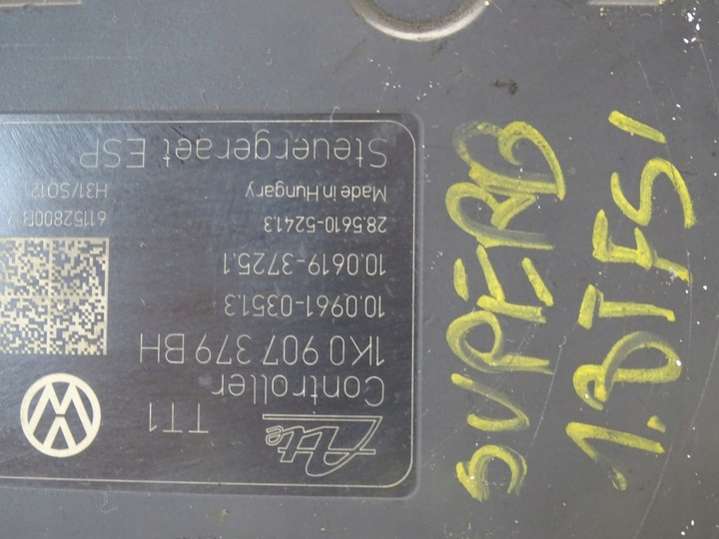 Ate
TT1
Controller
1K0 907 379 BH
10.0961-0351.3
10.0619-3725.1
28.5610-5241.3
Made in Hungary
H31/SO12
Steuergeraet ESP
SUPERB
1.8TFSI